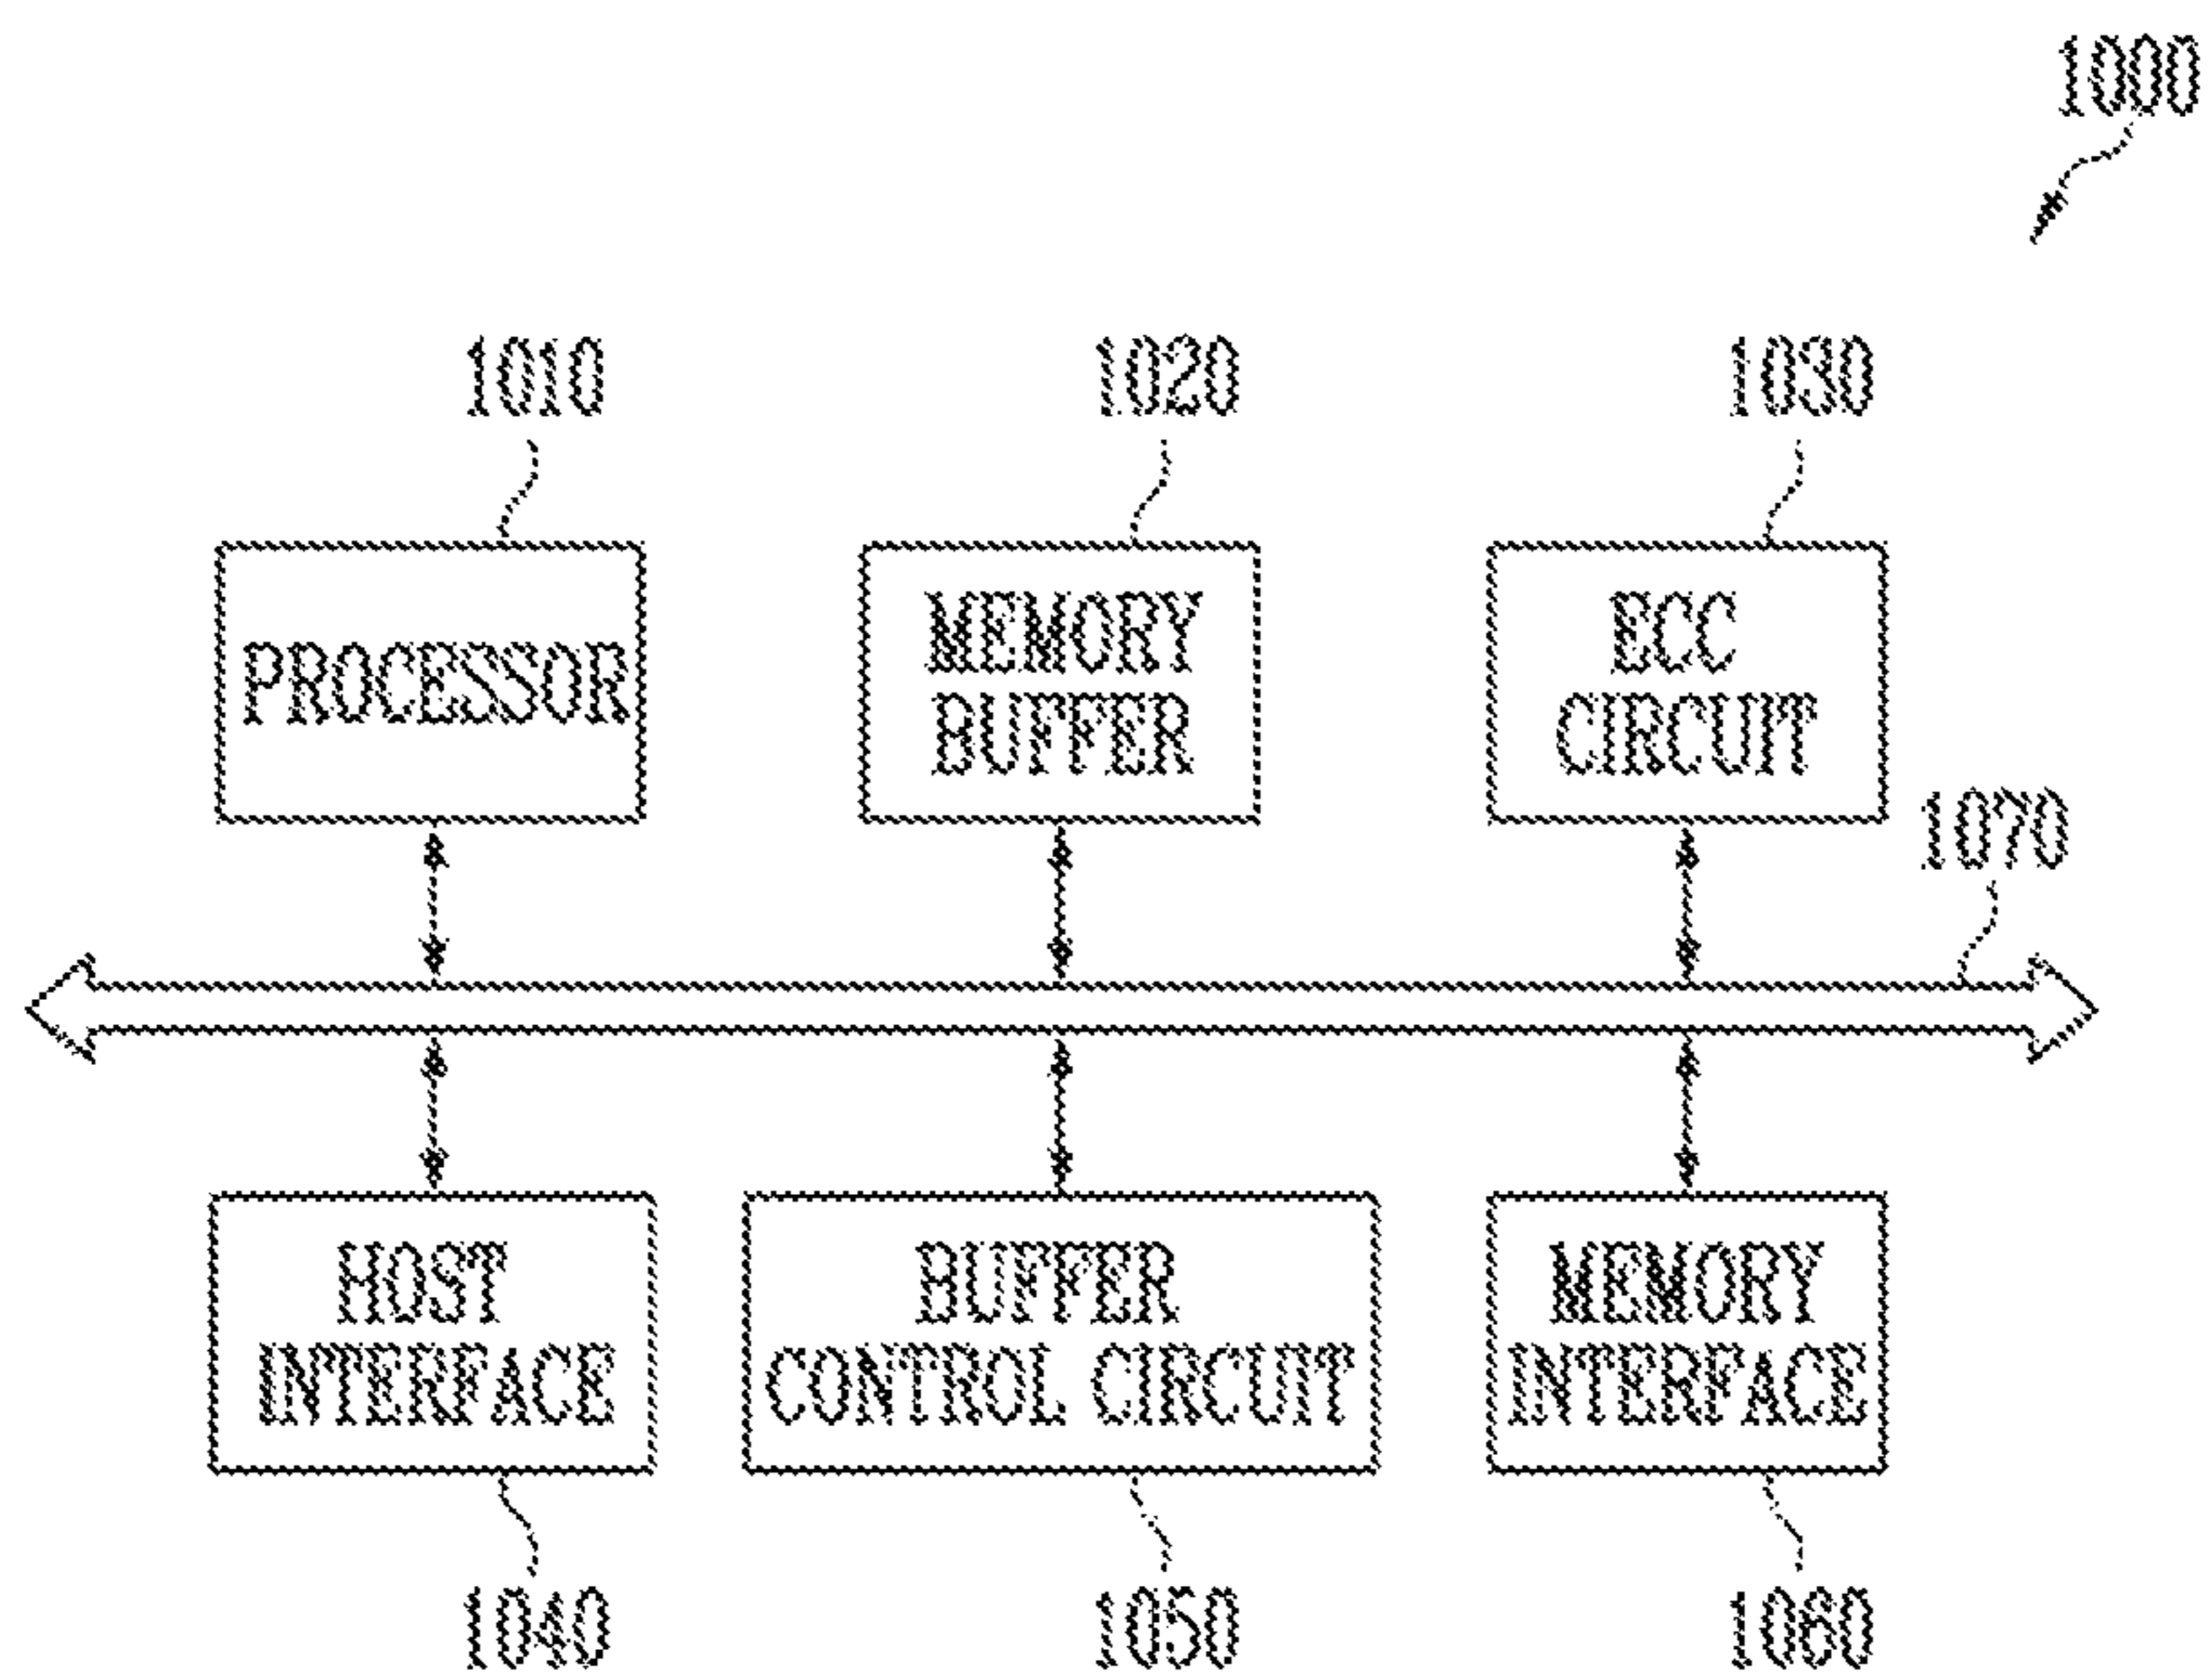 1000
1010
1020
1030
PROCESSOR
MEMORY
BUFFER
ECC
CIRCUIT
1070
HOST
INTERFACE
BUFFER
CONTROL CIRCUIT
MEMORY
INTERFACE
1040
1050
1060